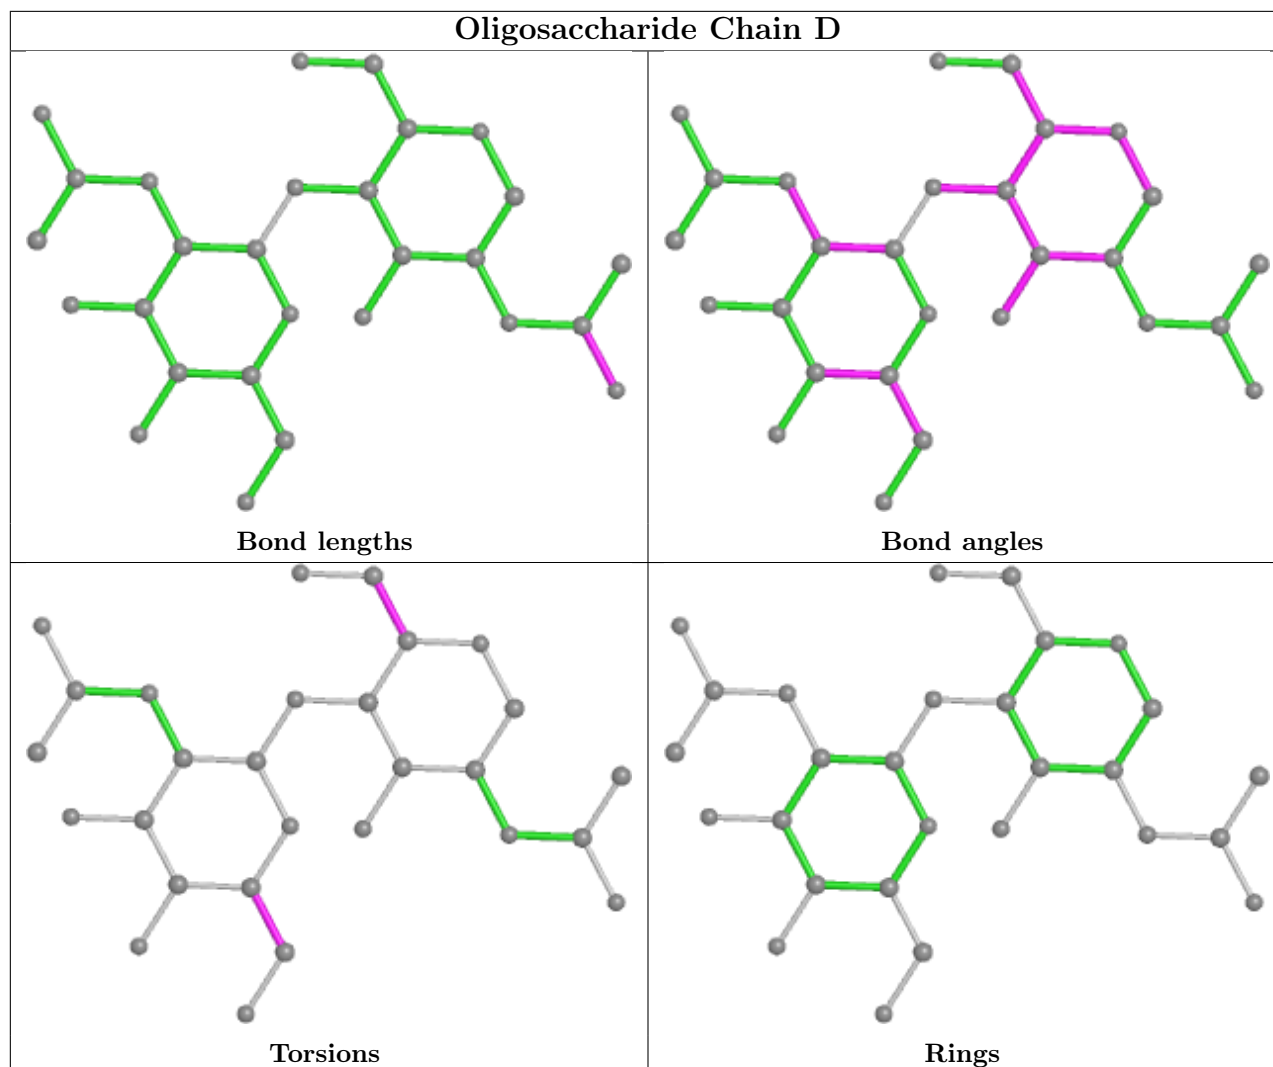 Oligosaccharide Chain D
Bond lengths
Bond angles
Torsions
Rings